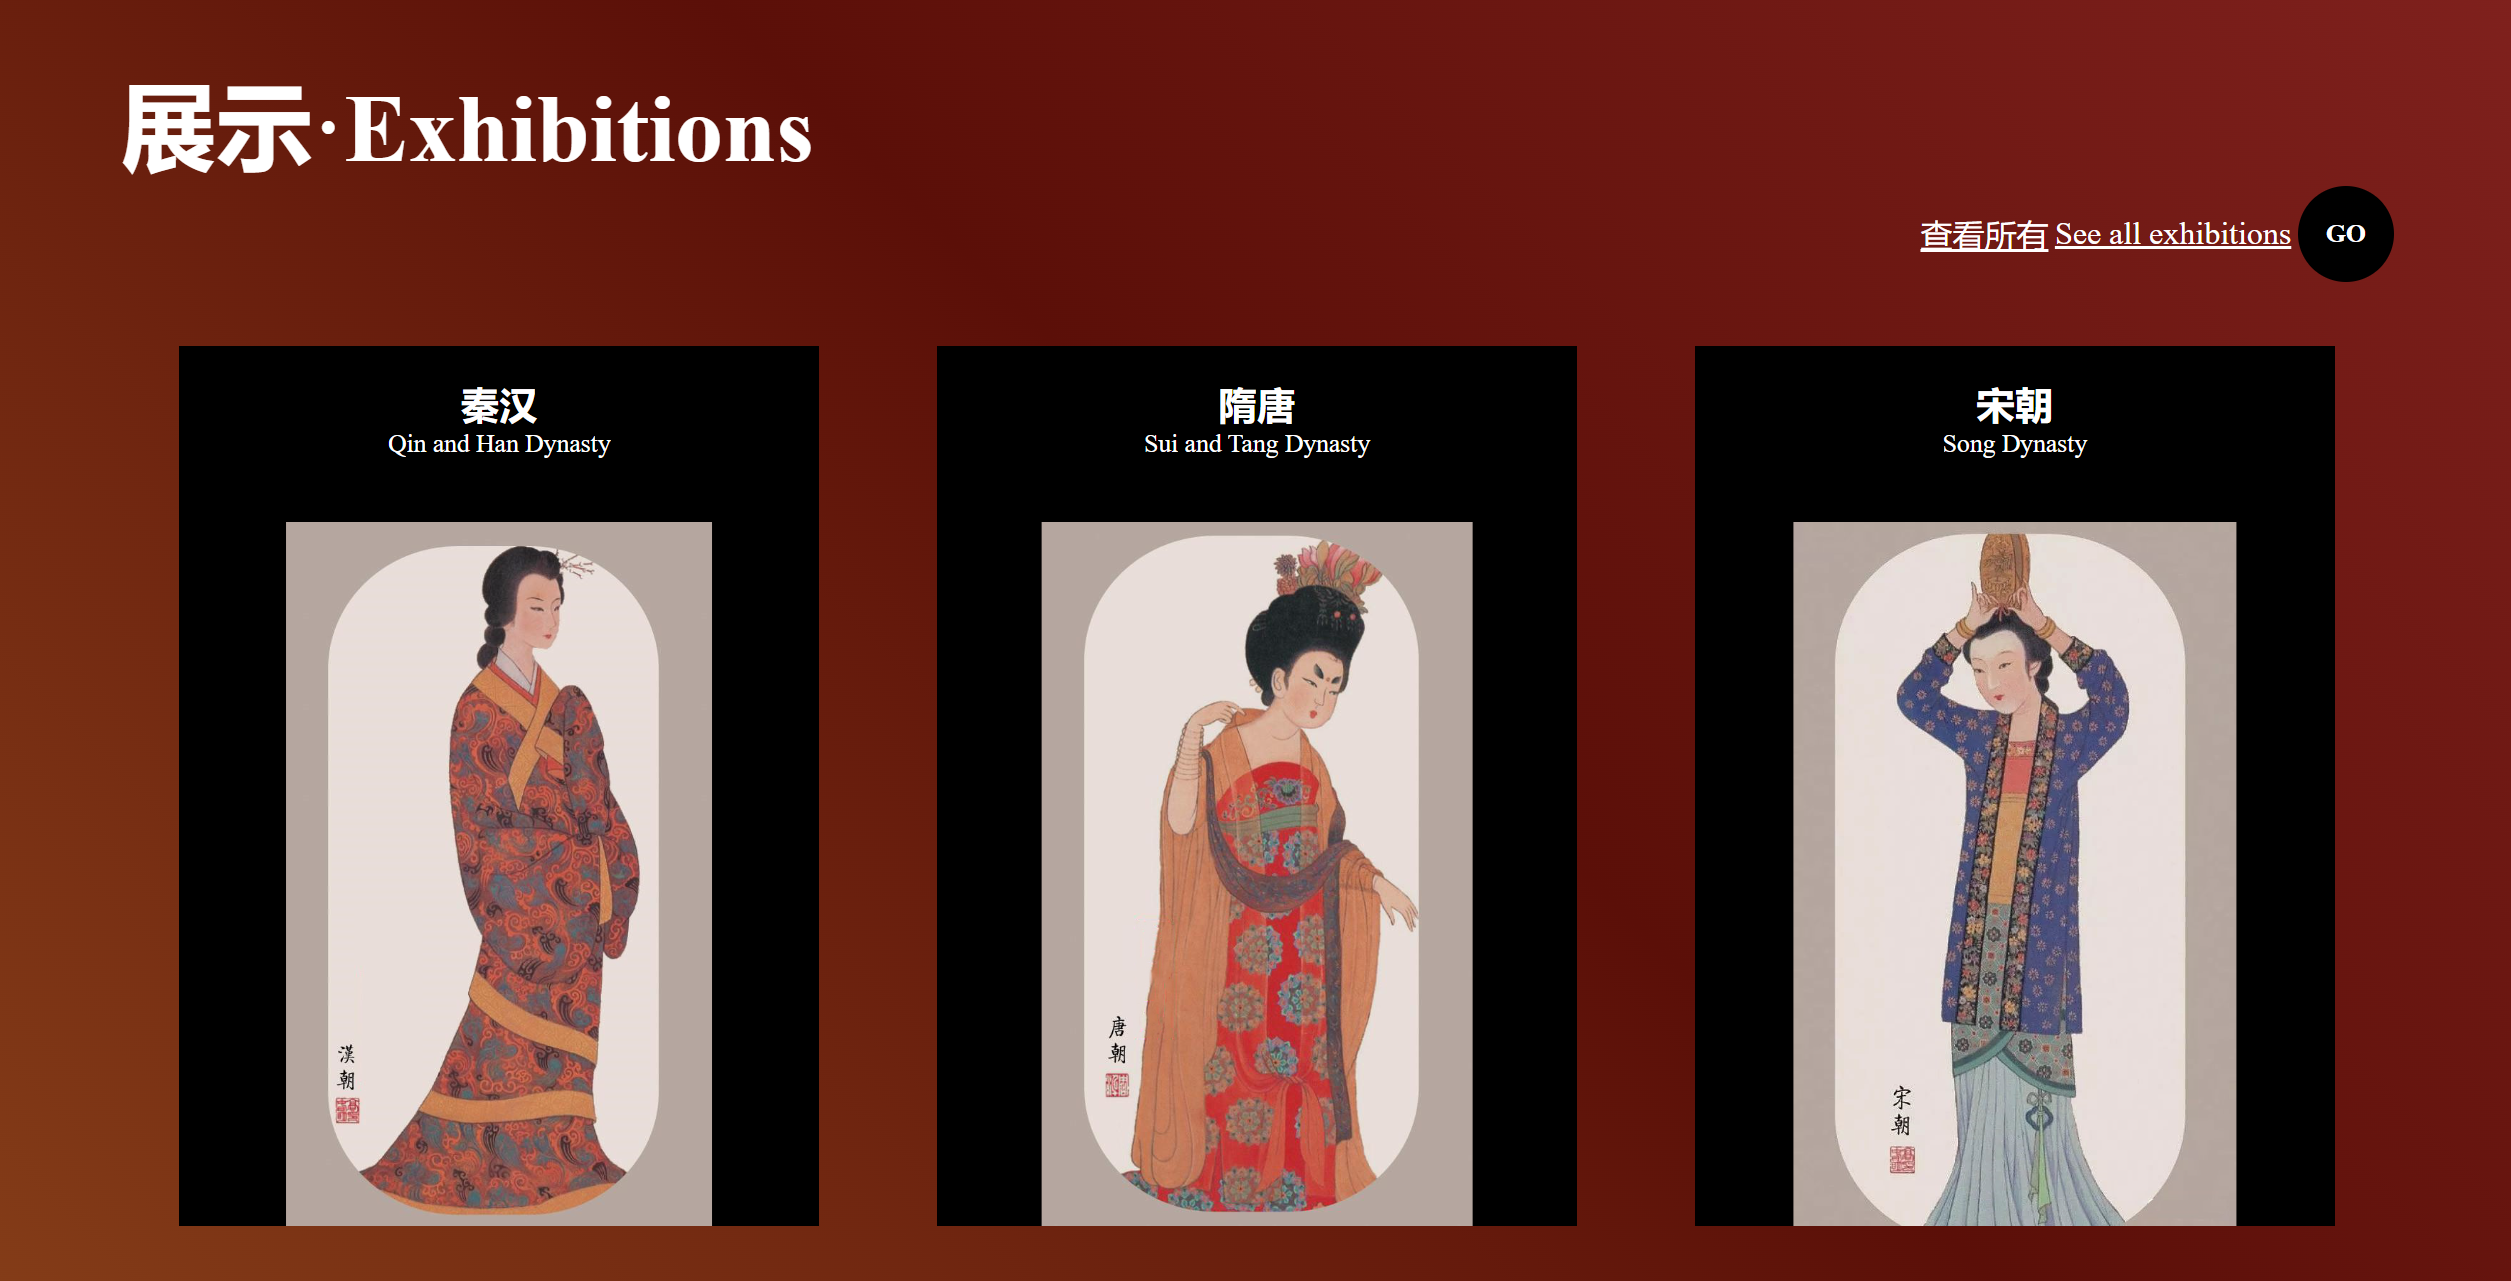 展示·Exhibitions
查看所有 See all exhibitions GO
秦汉
Qin and Han Dynasty
漢朝
隋唐
Sui and Tang Dynasty
唐朝
宋朝
Song Dynasty
宋朝